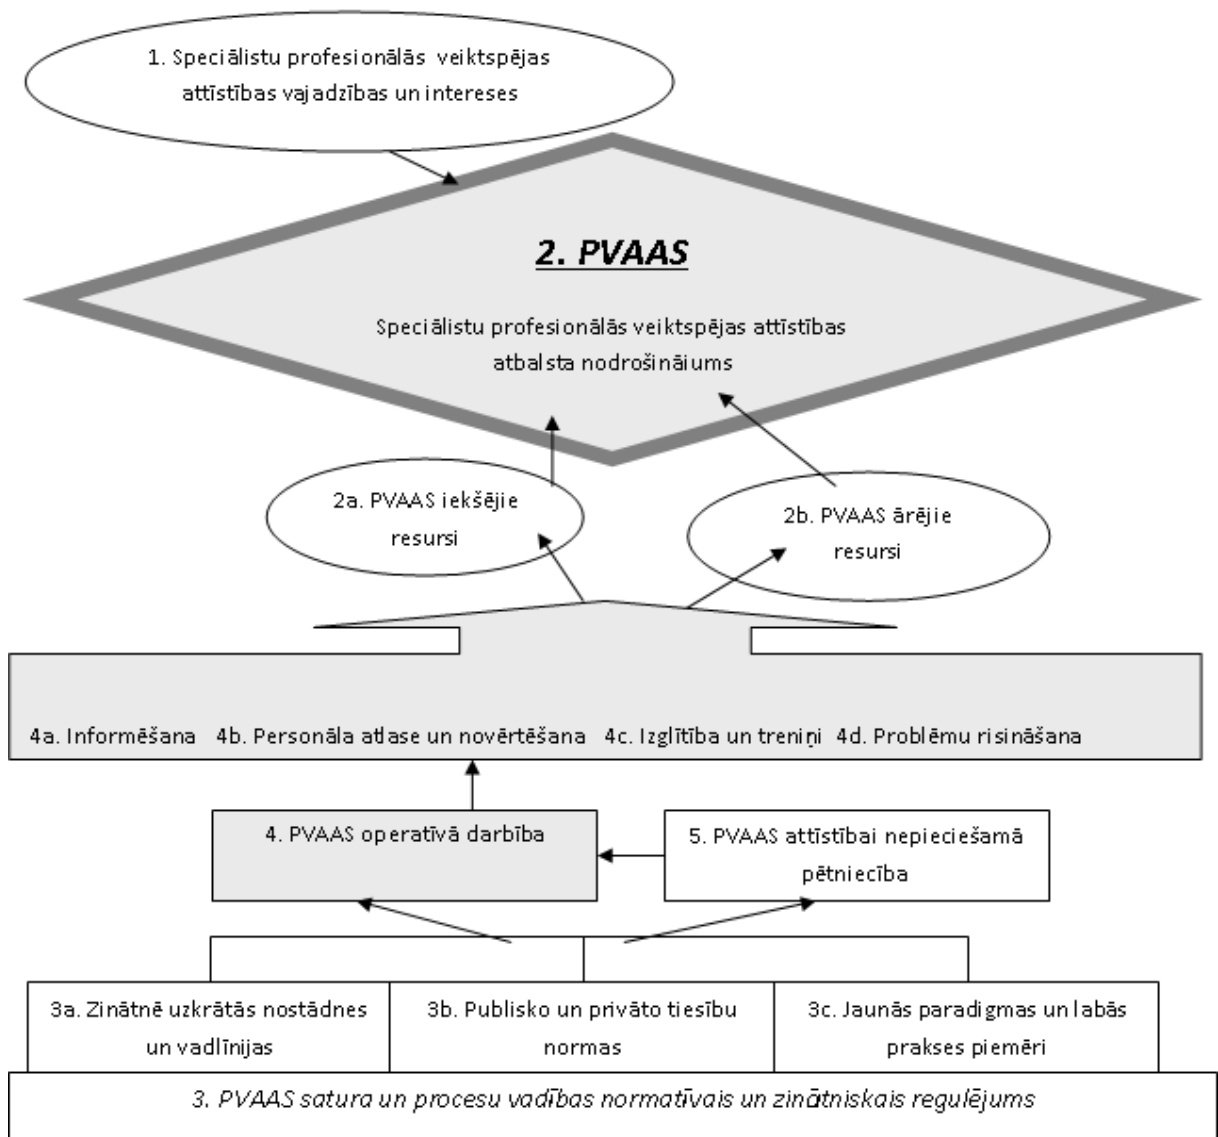 1. Speciālistu profesionālās veiktspējas
attīstības vajadzības un intereses
2. PVAAS
Speciālistu profesionālās veiktspējas attīstības
atbalsta nodrošināiums
2a. PVAAS iekšējie
resursi
2b. PVAAS ārējie
resursi
4a. Informēšana 4b. Personāla atlase un novērtēšana 4c. Izglītība un treniņi 4d. Problēmu risināšana
4. PVAAS operatīvā darbība
5. PVAAS attīstībai nepieciešamā
pētniecība
3a. Zinātnē uzkrātās nostādnes
un vadlīnijas
3b. Publisko un privāto tiesību
normas
3c. Jaunās paradigmas un labās
prakses piemēri
3. PVAAS satura un procesu vadības normatīvais un zinātniskais regulējums